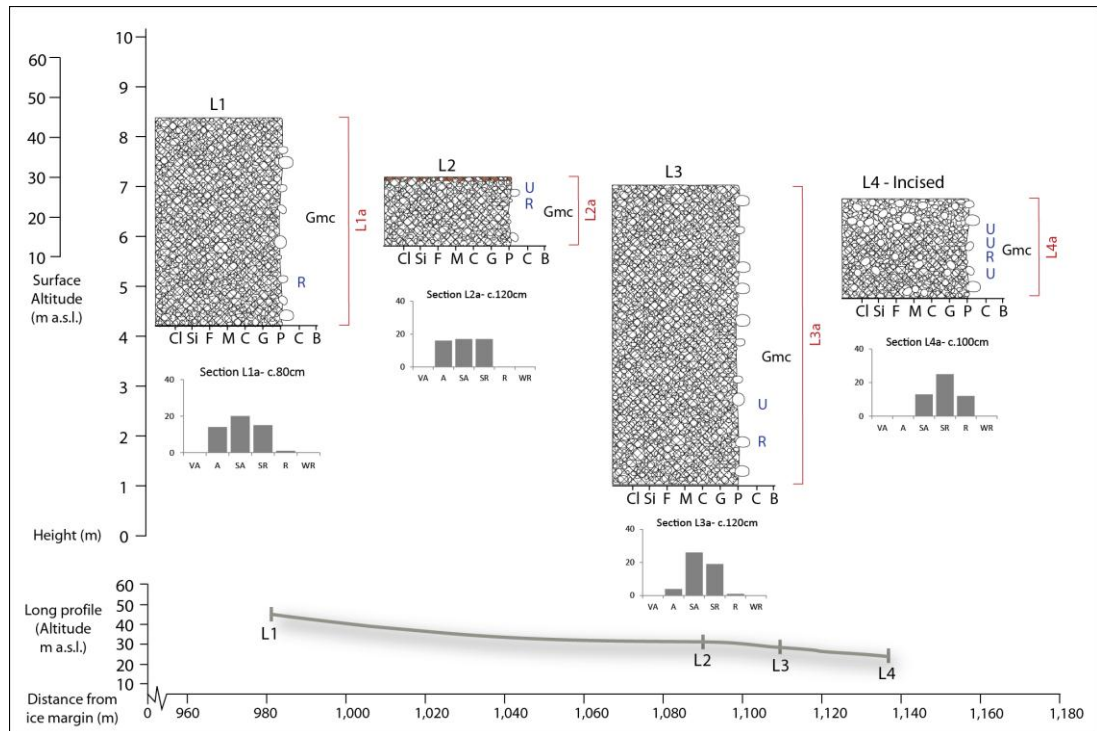 60
50
40
30
20
10
Surface
Altitude
(m a.s.l.)
10
9
8
7
6
5
4
3
2
1
0
Height (m)
L1
Gmc
R
L1a
Cl Si F M C G P C B
Section L1a- c.80cm
40
20
0
VA A SA SR R WR
L2
U
R
Gmc
L2a
Cl Si F M C G P C B
Section L2a- c.120cm
40
20
0
VA A SA SR R WR
L3
Gmc
U
R
L3a
Cl Si F M C G P C B
Section L3a- c.120cm
40
20
0
VA A SA SR R WR
L4 - Incised
U
U
R
U
Gmc
L4a
Cl Si F M C G P C B
Section L4a- c.100cm
40
20
0
VA A SA SR R WR
Long profile
(Altitude
m a.s.l.)
60
50
40
30
20
10
L1
L2
L3
L4
Distance from
ice margin (m)
0 960 980 1,000 1,020 1,040 1,060 1,080 1,100 1,120 1,140 1,160 1,180